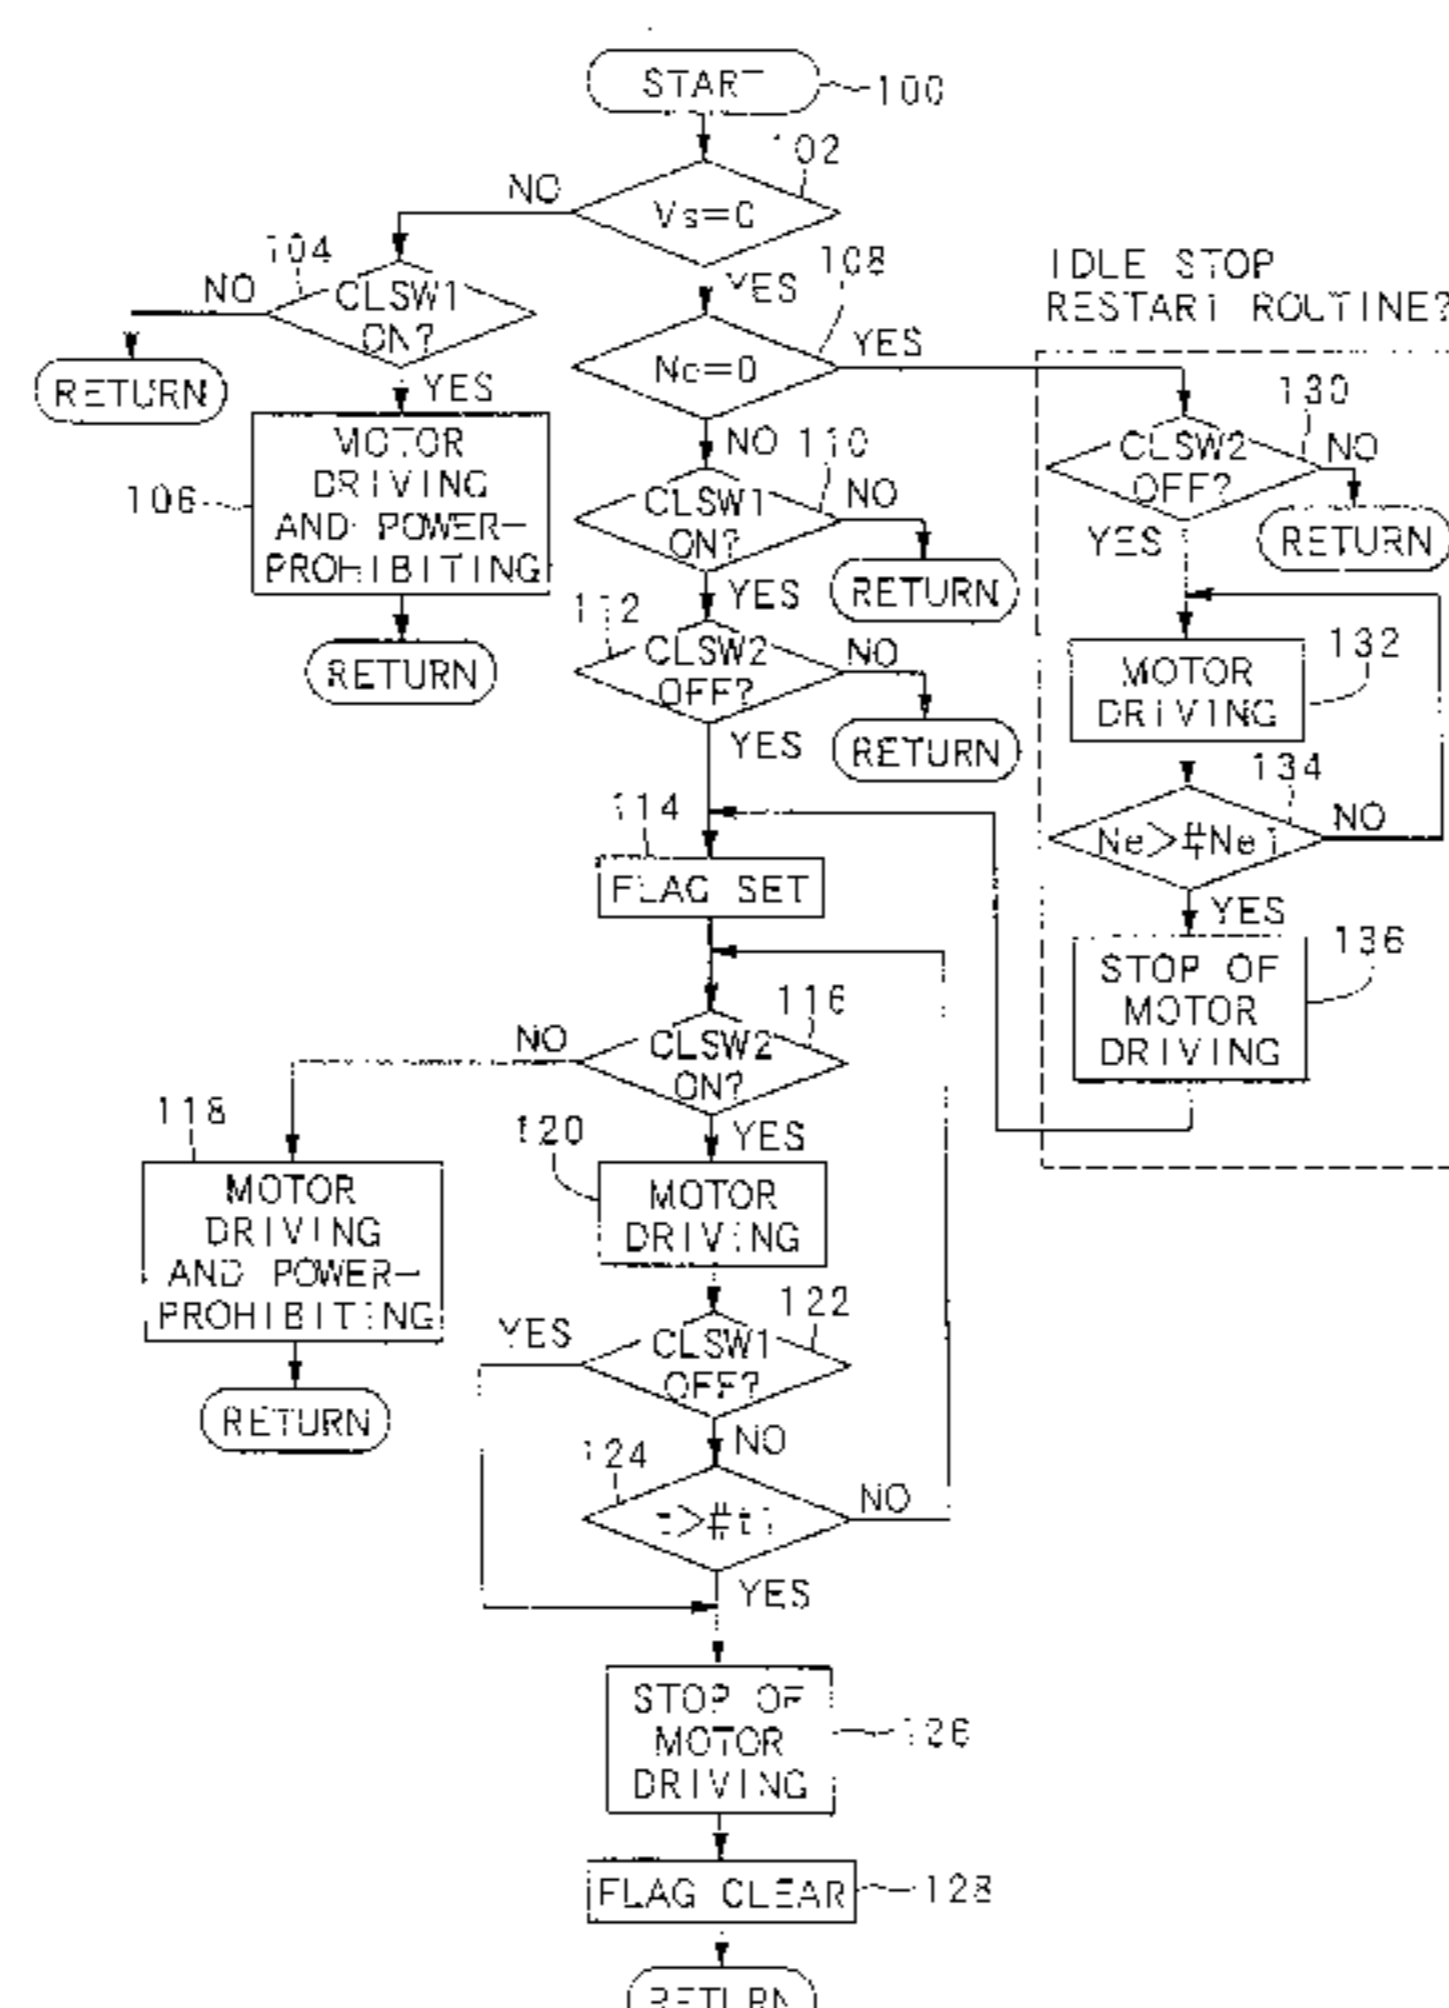 START
100
102
Vs=0
NO
YES
104
CLSW1
ON?
NO
RETURN
YES
106
MOTOR
DRIVING
AND POWER-
PROHIBITING
RETURN
108
YES
NO
110
CLSW1
ON?
NO
RETURN
YES
112
CLSW2
OFF?
NO
RETURN
YES
114
FLAG SET
116
CLSW2
ON?
NO
YES
118
MOTOR
DRIVING
AND POWER-
PROHIBITING
RETURN
120
MOTOR
DRIVING
122
CLSW1
OFF?
YES
NO
124
NO
YES
126
STOP OF
MOTOR
DRIVING
FLAG CLEAR
128
RETURN
IDLE STOP
RESTART ROUTINE?
130
CLSW2
OFF?
NO
RETURN
YES
132
MOTOR
DRIVING
134
Ne>#Ne1
NO
YES
136
STOP OF
MOTOR
DRIVING